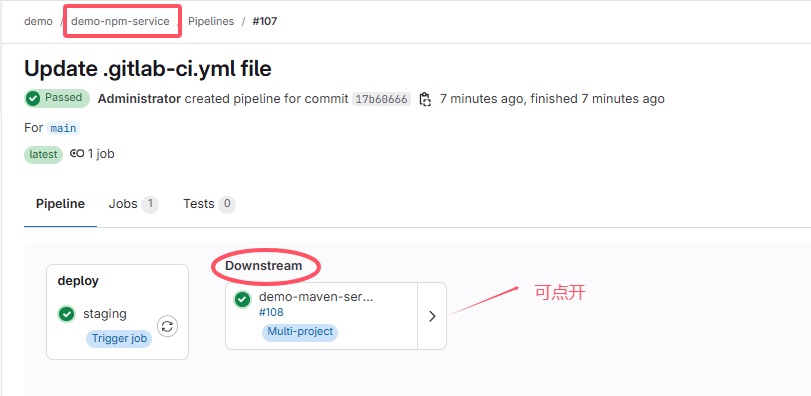 demo / demo-npm-service / Pipelines / #107
Update .gitlab-ci.yml file
Passed Administrator created pipeline for commit 17b60666 7 minutes ago, finished 7 minutes ago
For main
latest 1 job
Pipeline Jobs 1 Tests 0
deploy
staging
Trigger job
Downstream
demo-maven-ser...
#108
Multi-project
可点开